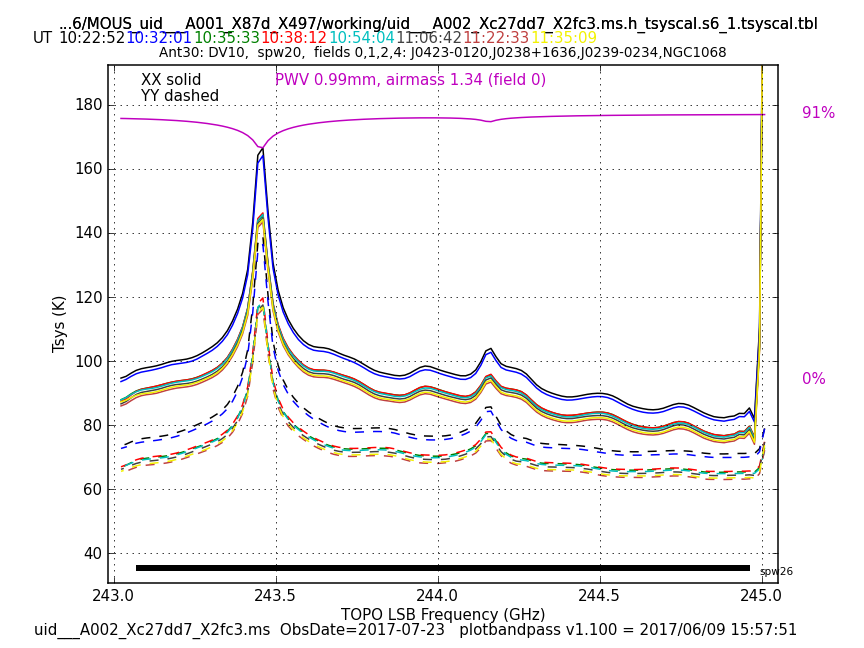 ...6/MOUS_uid___A001_X87d_X497/working/uid___A002_Xc27dd7_X2fc3.ms.h_tsyscal.s6_1.tsyscal.tbl
UT 10:22:52 10:32:01 10:35:33 10:38:12 10:54:04 11:06:42 11:22:33 11:35:09
Ant30: DV10, spw20, fields 0,1,2,4: J0423-0120,J0238+1636,J0239-0234,NGC1068
XX solid
PWV 0.99mm, airmass 1.34 (field 0)
YY dashed
180
160
140
120
100
80
60
40
Tsys (K)
91%
0%
spw26
243.0 243.5 244.0 244.5 245.0
TOPO LSB Frequency (GHz)
uid___A002_Xc27dd7_X2fc3.ms ObsDate=2017-07-23 plotbandpass v1.100 = 2017/06/09 15:57:51